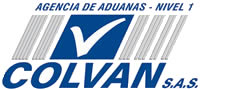 AGENCIA DE ADUANAS - NIVEL 1
COLVAN S.A.S.